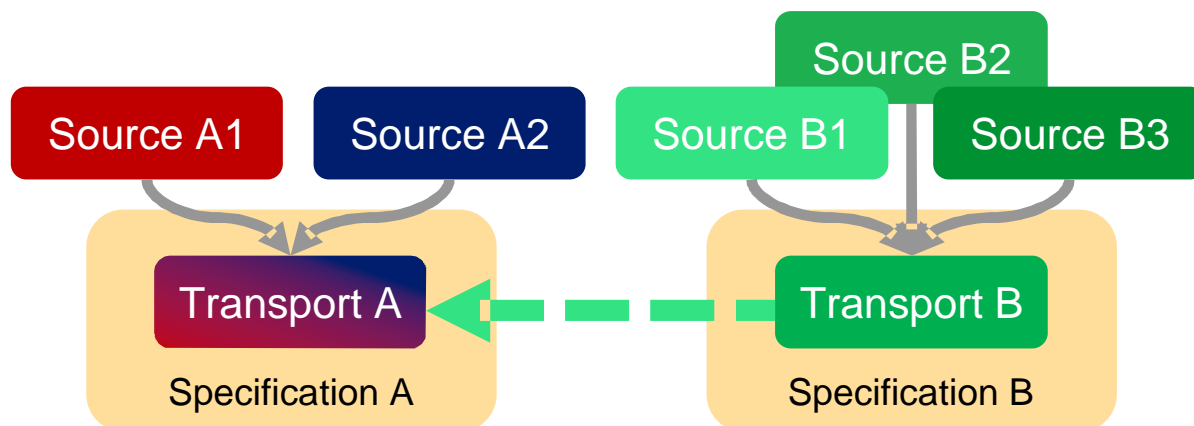 Source B2
Source A1
Source A2
Source B1
Source B3
Transport A
Transport B
Specification A
Specification B